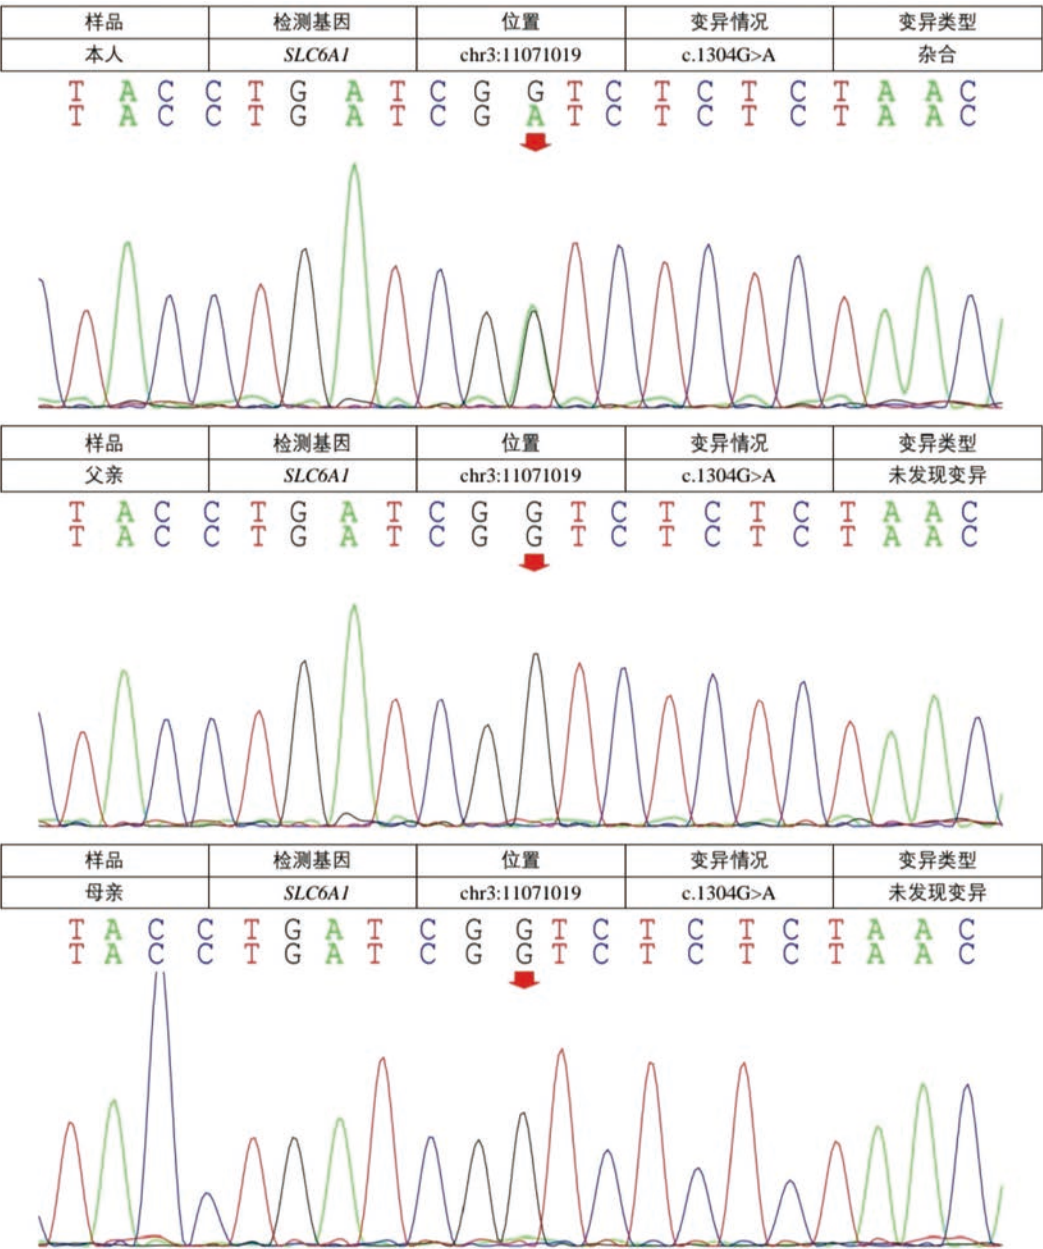 样品 检测基因 位置 变异情况 变异类型
本人 SLC6A1 chr3:11071019 c.1304G>A 杂合
T A C C T G A T C G G T C T C T C T A A C
T A C C T G A T C G A T C T C T C T A A C
样品 检测基因 位置 变异情况 变异类型
父亲 SLC6A1 chr3:11071019 c.1304G>A 未发现变异
T A C C T G A T C G G T C T C T C T A A C
T A C C T G A T C G G T C T C T C T A A C
样品 检测基因 位置 变异情况 变异类型
母亲 SLC6A1 chr3:11071019 c.1304G>A 未发现变异
T A C C T G A T C G G T C T C T C T A A C
T A C C T G A T C G G T C T C T C T A A C